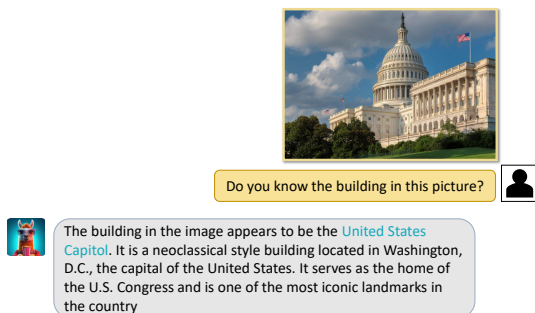 Do you know the building in this picture?
The building in the image appears to be the United States
Capitol. It is a neoclassical style building located in Washington,
D.C., the capital of the United States. It serves as the home of
the U.S. Congress and is one of the most iconic landmarks in
the country